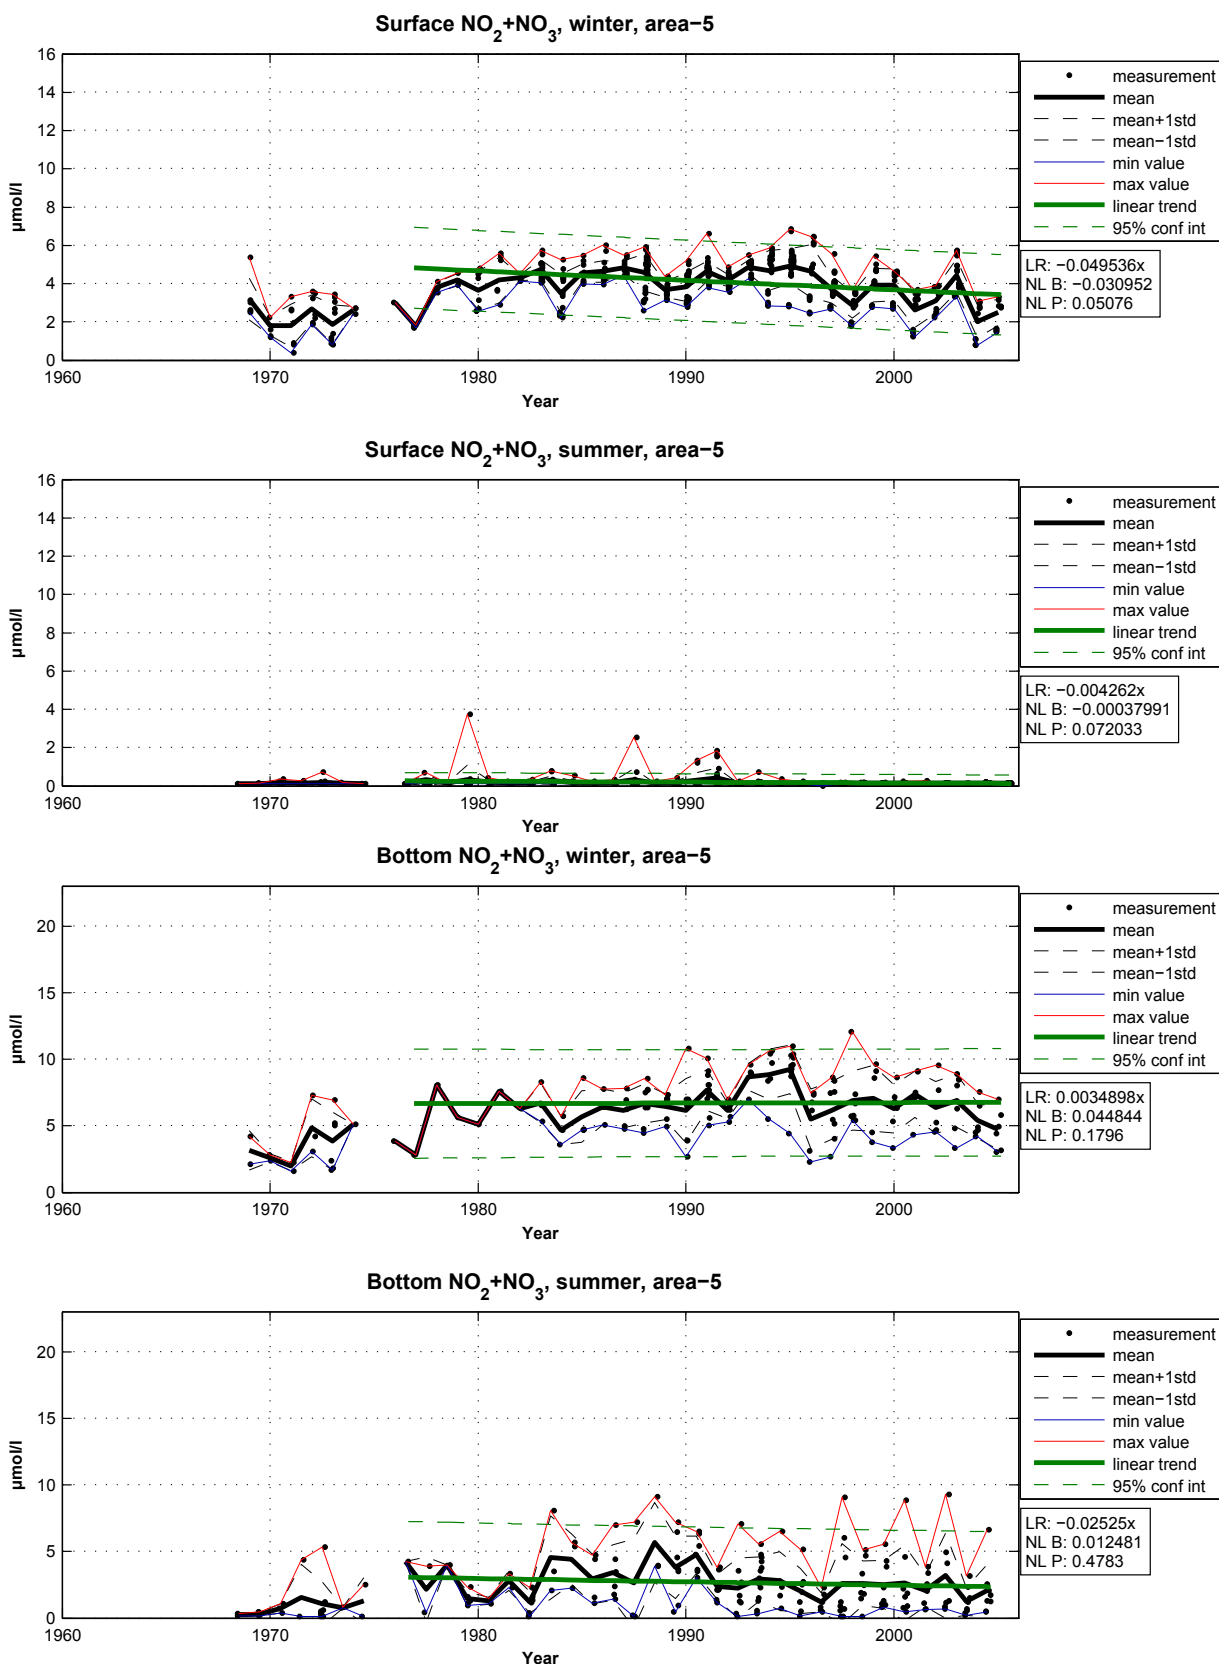 Surface NO2+NO3, winter, area−5
16
14
12
10
8
6
4
2
0
µmol/l
1960 1970 1980 1990 2000
Year
measurement
mean
mean+1std
mean−1std
min value
max value
linear trend
95% conf int
LR: −0.049536x
NL B: −0.030952
NL P: 0.05076
Surface NO2+NO3, summer, area−5
16
14
12
10
8
6
4
2
0
µmol/l
1960 1970 1980 1990 2000
Year
measurement
mean
mean+1std
mean−1std
min value
max value
linear trend
95% conf int
LR: −0.004262x
NL B: −0.00037991
NL P: 0.072033
Bottom NO2+NO3, winter, area−5
20
15
10
5
0
µmol/l
1960 1970 1980 1990 2000
Year
measurement
mean
mean+1std
mean−1std
min value
max value
linear trend
95% conf int
LR: 0.0034898x
NL B: 0.044844
NL P: 0.1796
Bottom NO2+NO3, summer, area−5
20
15
10
5
0
µmol/l
1960 1970 1980 1990 2000
Year
measurement
mean
mean+1std
mean−1std
min value
max value
linear trend
95% conf int
LR: −0.02525x
NL B: 0.012481
NL P: 0.4783